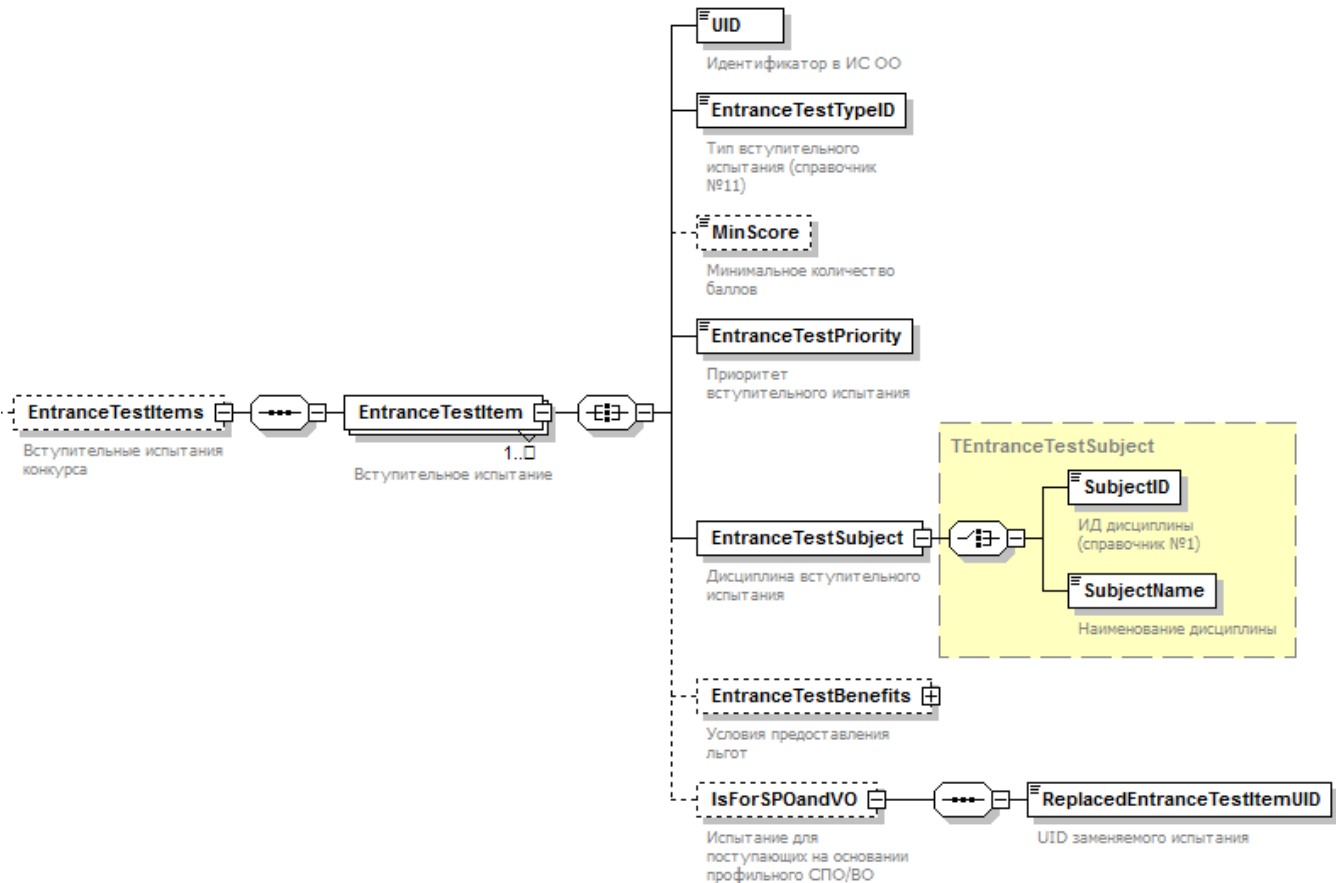 UID
Идентификатор в ИС ОО
EntranceTestTypeID
Тип вступительного
испытания (справочник
№11)
MinScore
Минимальное количество
баллов
EntranceTestPriority
Приоритет
вступительного испытания
EntranceTestItems
Вступительные испытания
конкурса
EntranceTestItem
1..□
Вступительное испытание
EntranceTestSubject
Дисциплина вступительного
испытания
TEntranceTestSubject
SubjectID
ИД дисциплины
(справочник №1)
SubjectName
Наименование дисциплины
EntranceTestBenefits
Условия предоставления
льгот
IsForSPOandVO
Испытание для
поступающих на основании
профильного СПО/ВО
ReplacedEntranceTestItemUID
UID заменяемого испытания